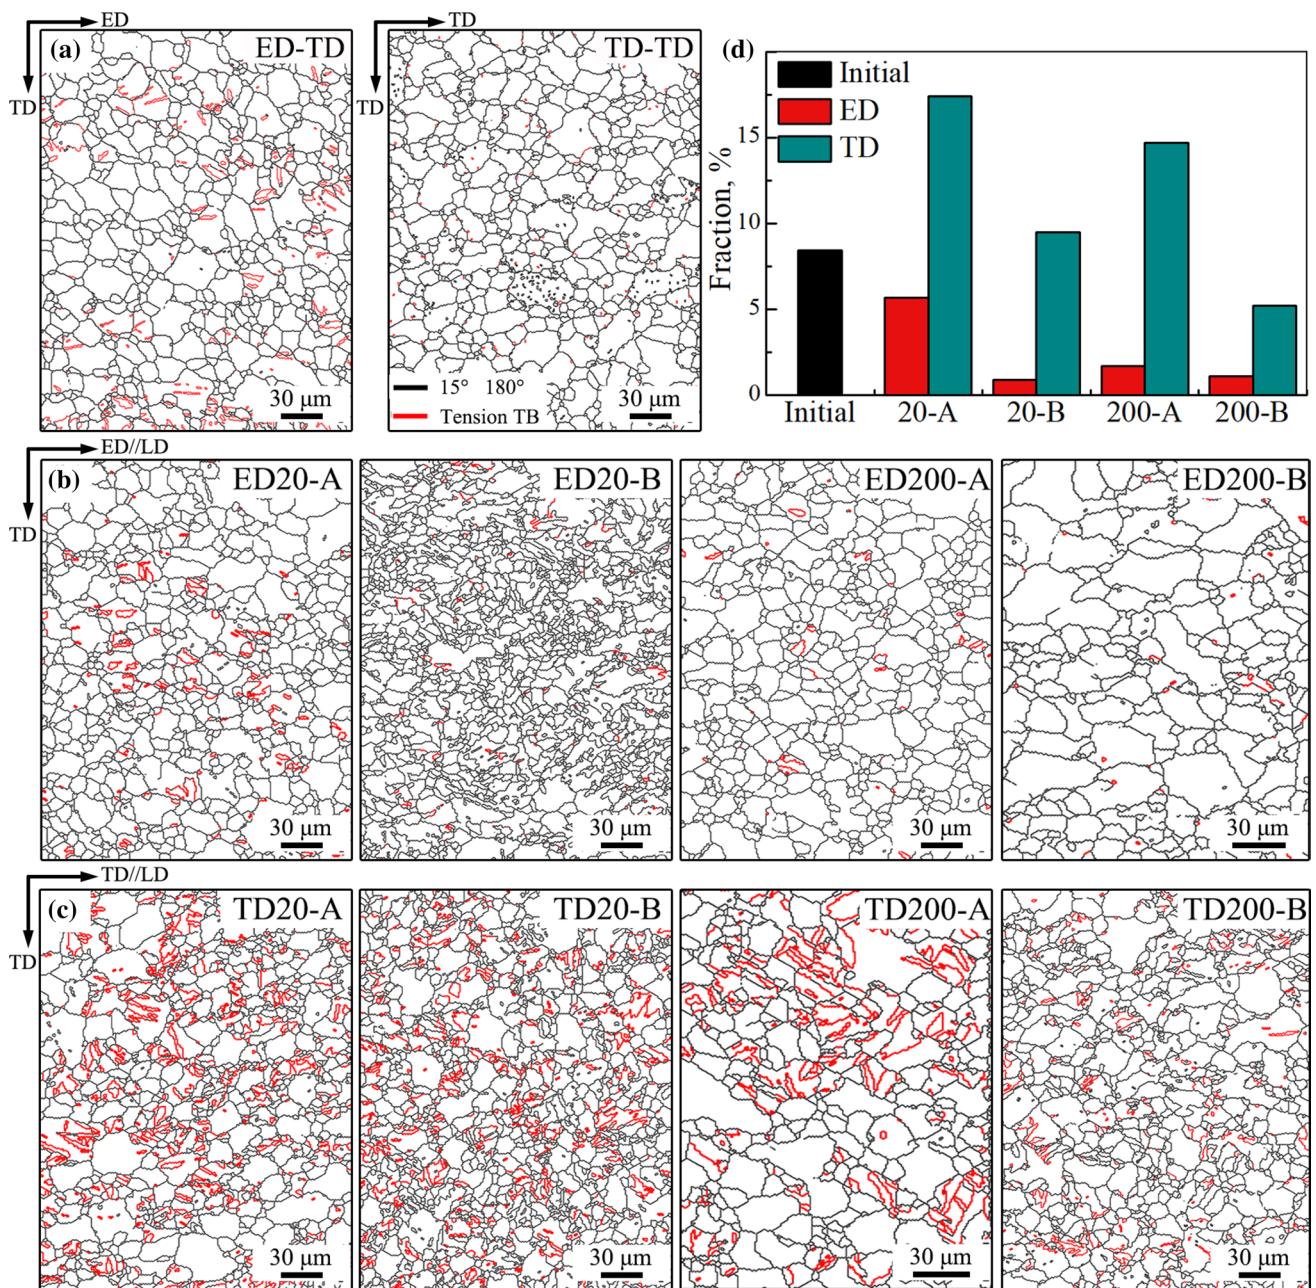 (a)
ED
TD
ED-TD
30 μm
TD
TD
TD-TD
15° 180°
Tension TB
30 μm
(d)
Initial
ED
TD
Fraction, %
15
10
5
0
Initial 20-A 20-B 200-A 200-B
ED//LD
TD
(b)
ED20-A
30 μm
ED20-B
30 μm
ED200-A
30 μm
ED200-B
30 μm
TD//LD
TD
(c)
TD20-A
30 μm
TD20-B
30 μm
TD200-A
30 μm
TD200-B
30 μm